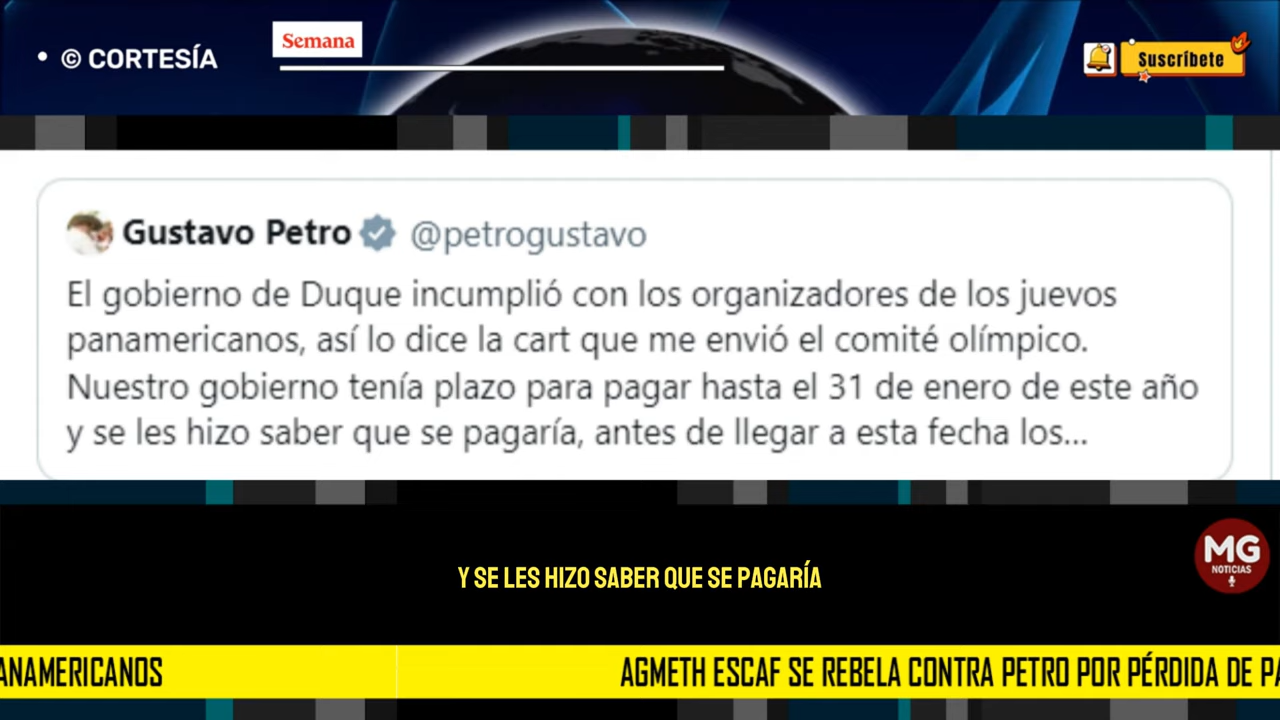 © CORTESÍA
Semana
Suscríbete
Gustavo Petro @petrogustavo
El gobierno de Duque incumplió con los organizadores de los juevos
panamericanos, así lo dice la cart que me envió el comité olímpico.
Nuestro gobierno tenía plazo para pagar hasta el 31 de enero de este año
y se les hizo saber que se pagaría, antes de llegar a esta fecha los...
MG
NOTICIAS
Y SE LES HIZO SABER QUE SE PAGARÍA
ANAMERICANOS
AGMETH ESCAF SE REBELA CONTRA PETRO POR PÉRDIDA DE PA